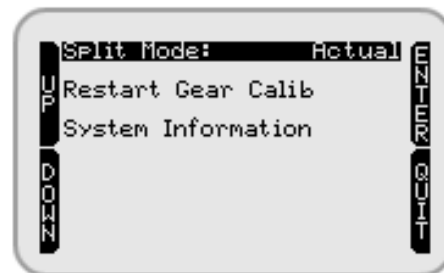 Split Mode: Actual
Restart Gear Calib
System Information
UP
DOWN
ENTER
QUIT